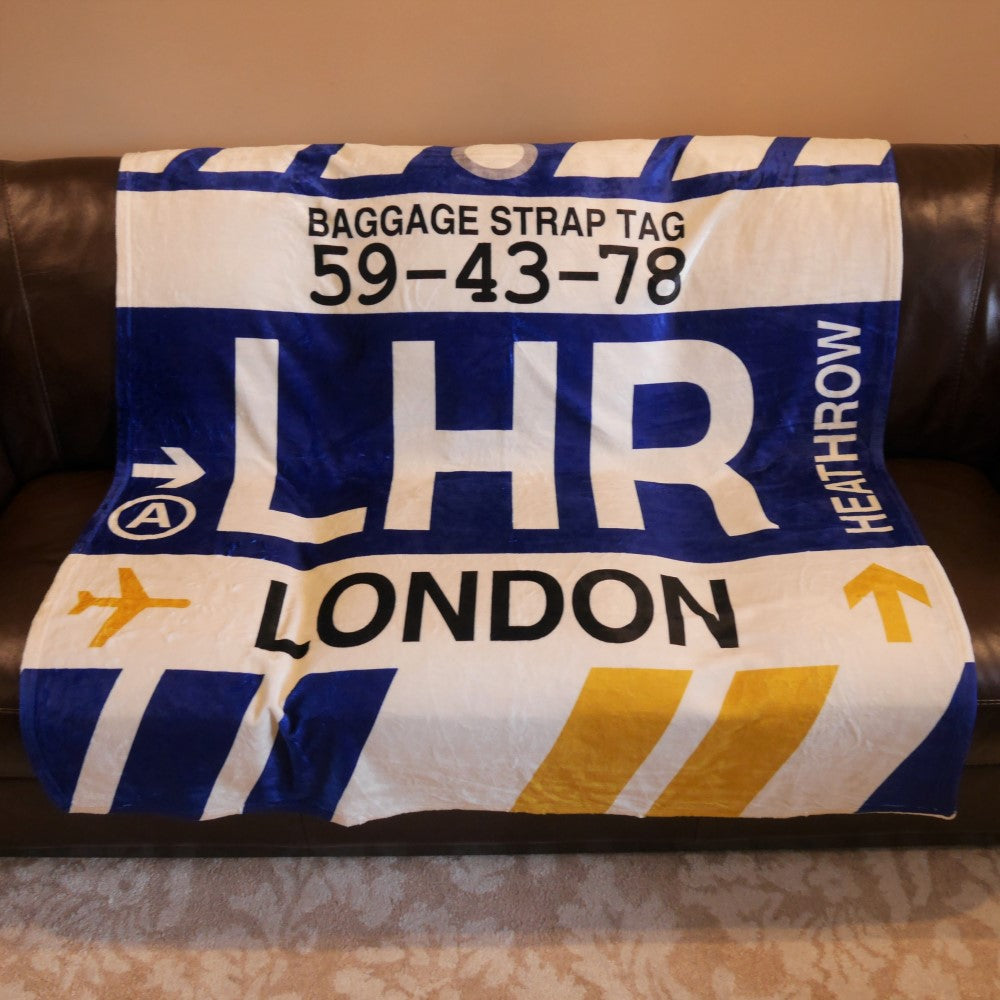 BAGGAGE STRAP TAG
59-43-78
LHR
HEATHROW
A
LONDON